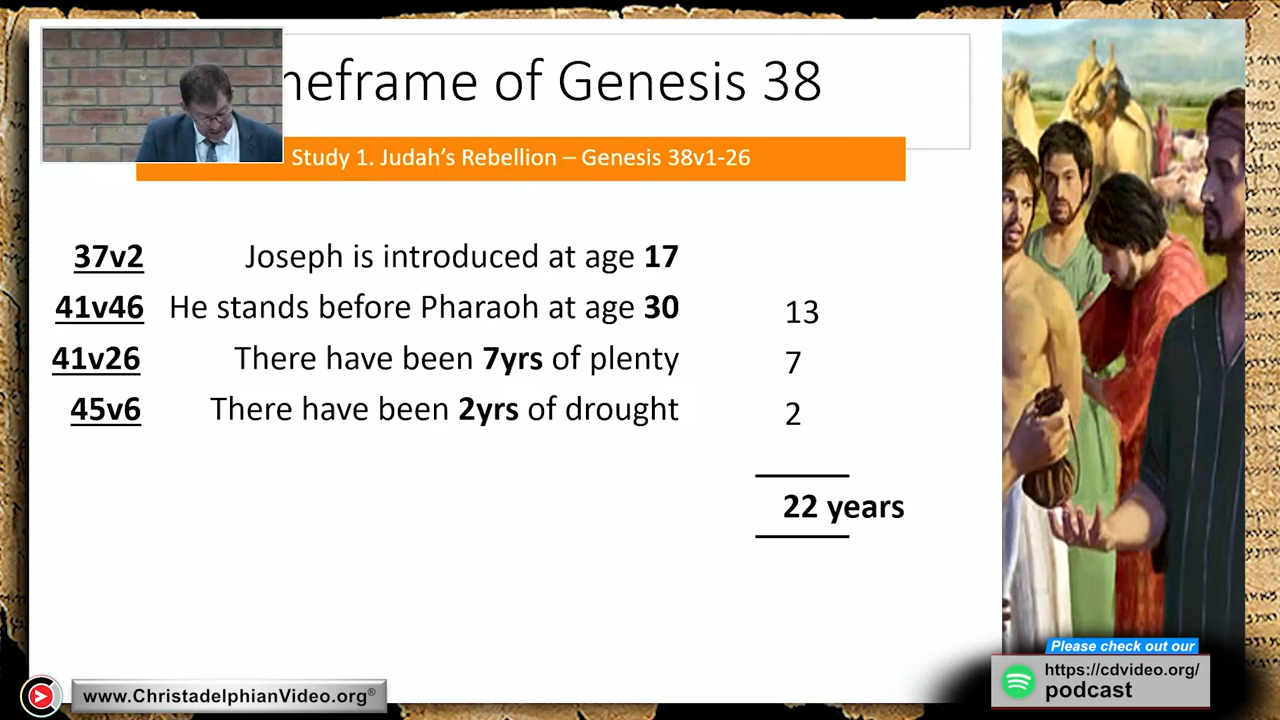 meframe of Genesis 38
Study 1. Judah's Rebellion – Genesis 38v1-26
37v2 Joseph is introduced at age 17
41v46 He stands before Pharaoh at age 30 13
41v26 There have been 7yrs of plenty 7
45v6 There have been 2yrs of drought 2
22 years
Please check out our
https://cdvideo.org/
podcast
www.ChristadelphianVideo.org®